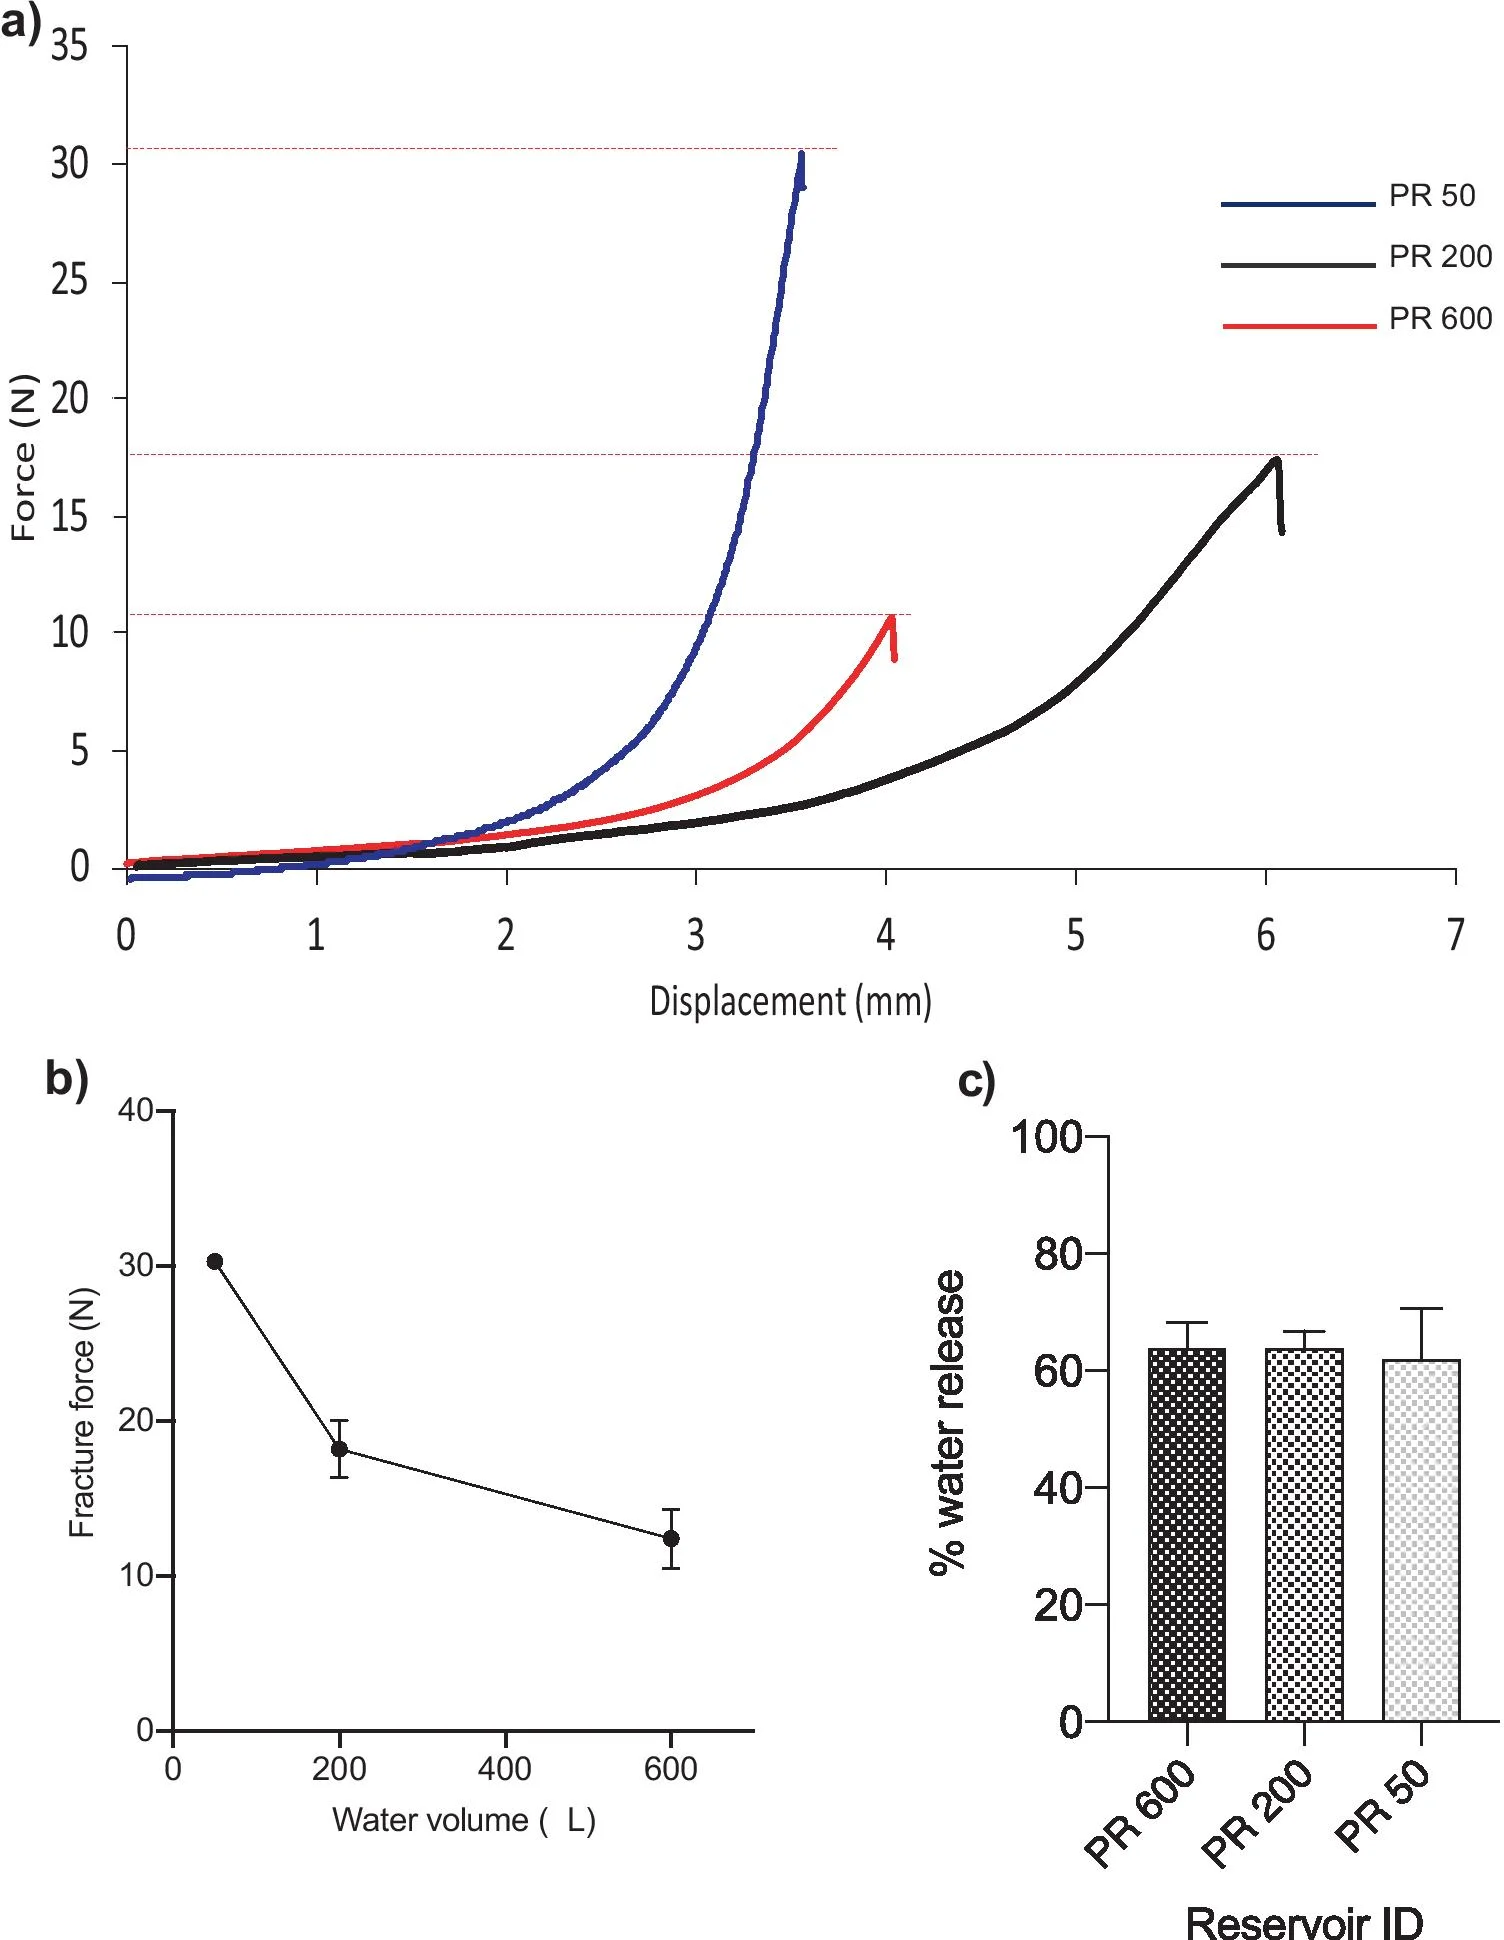 a)
35
30
25
20
15
10
5
0
Force (N)
0 1 2 3 4 5 6 7
Displacement (mm)
PR 50
PR 200
PR 600
b)
40
30
20
10
0
Fracture force (N)
0 200 400 600
Water volume ( L)
c)
100
80
60
40
20
0
% water release
PR 600
PR 200
PR 50
Reservoir ID